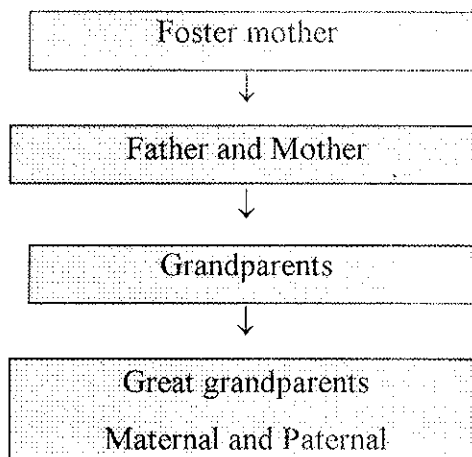 Foster mother
Father and Mother
Grandparents
Great grandparents
Maternal and Paternal